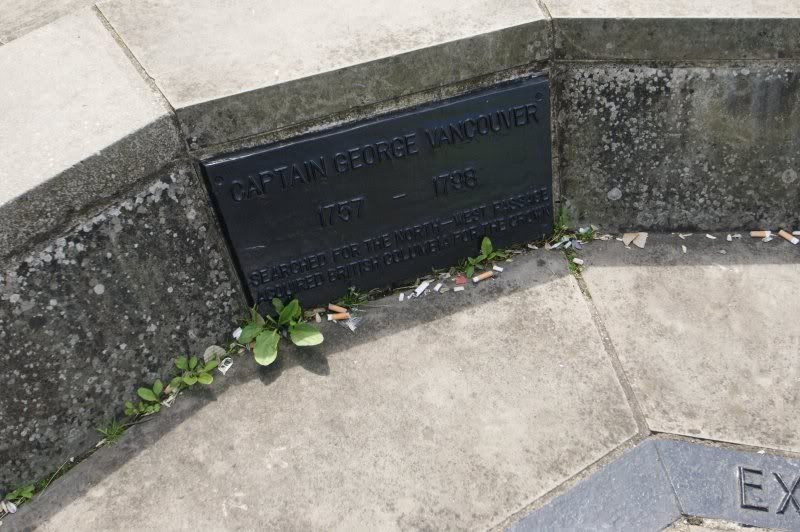 CAPTAIN GEORGE VANCOUVER
1757 - 1798
SEARCHED FOR THE NORTH-WEST PASSAGE
ACQUIRED BRITISH COLUMBIA FOR THE CROWN
EX